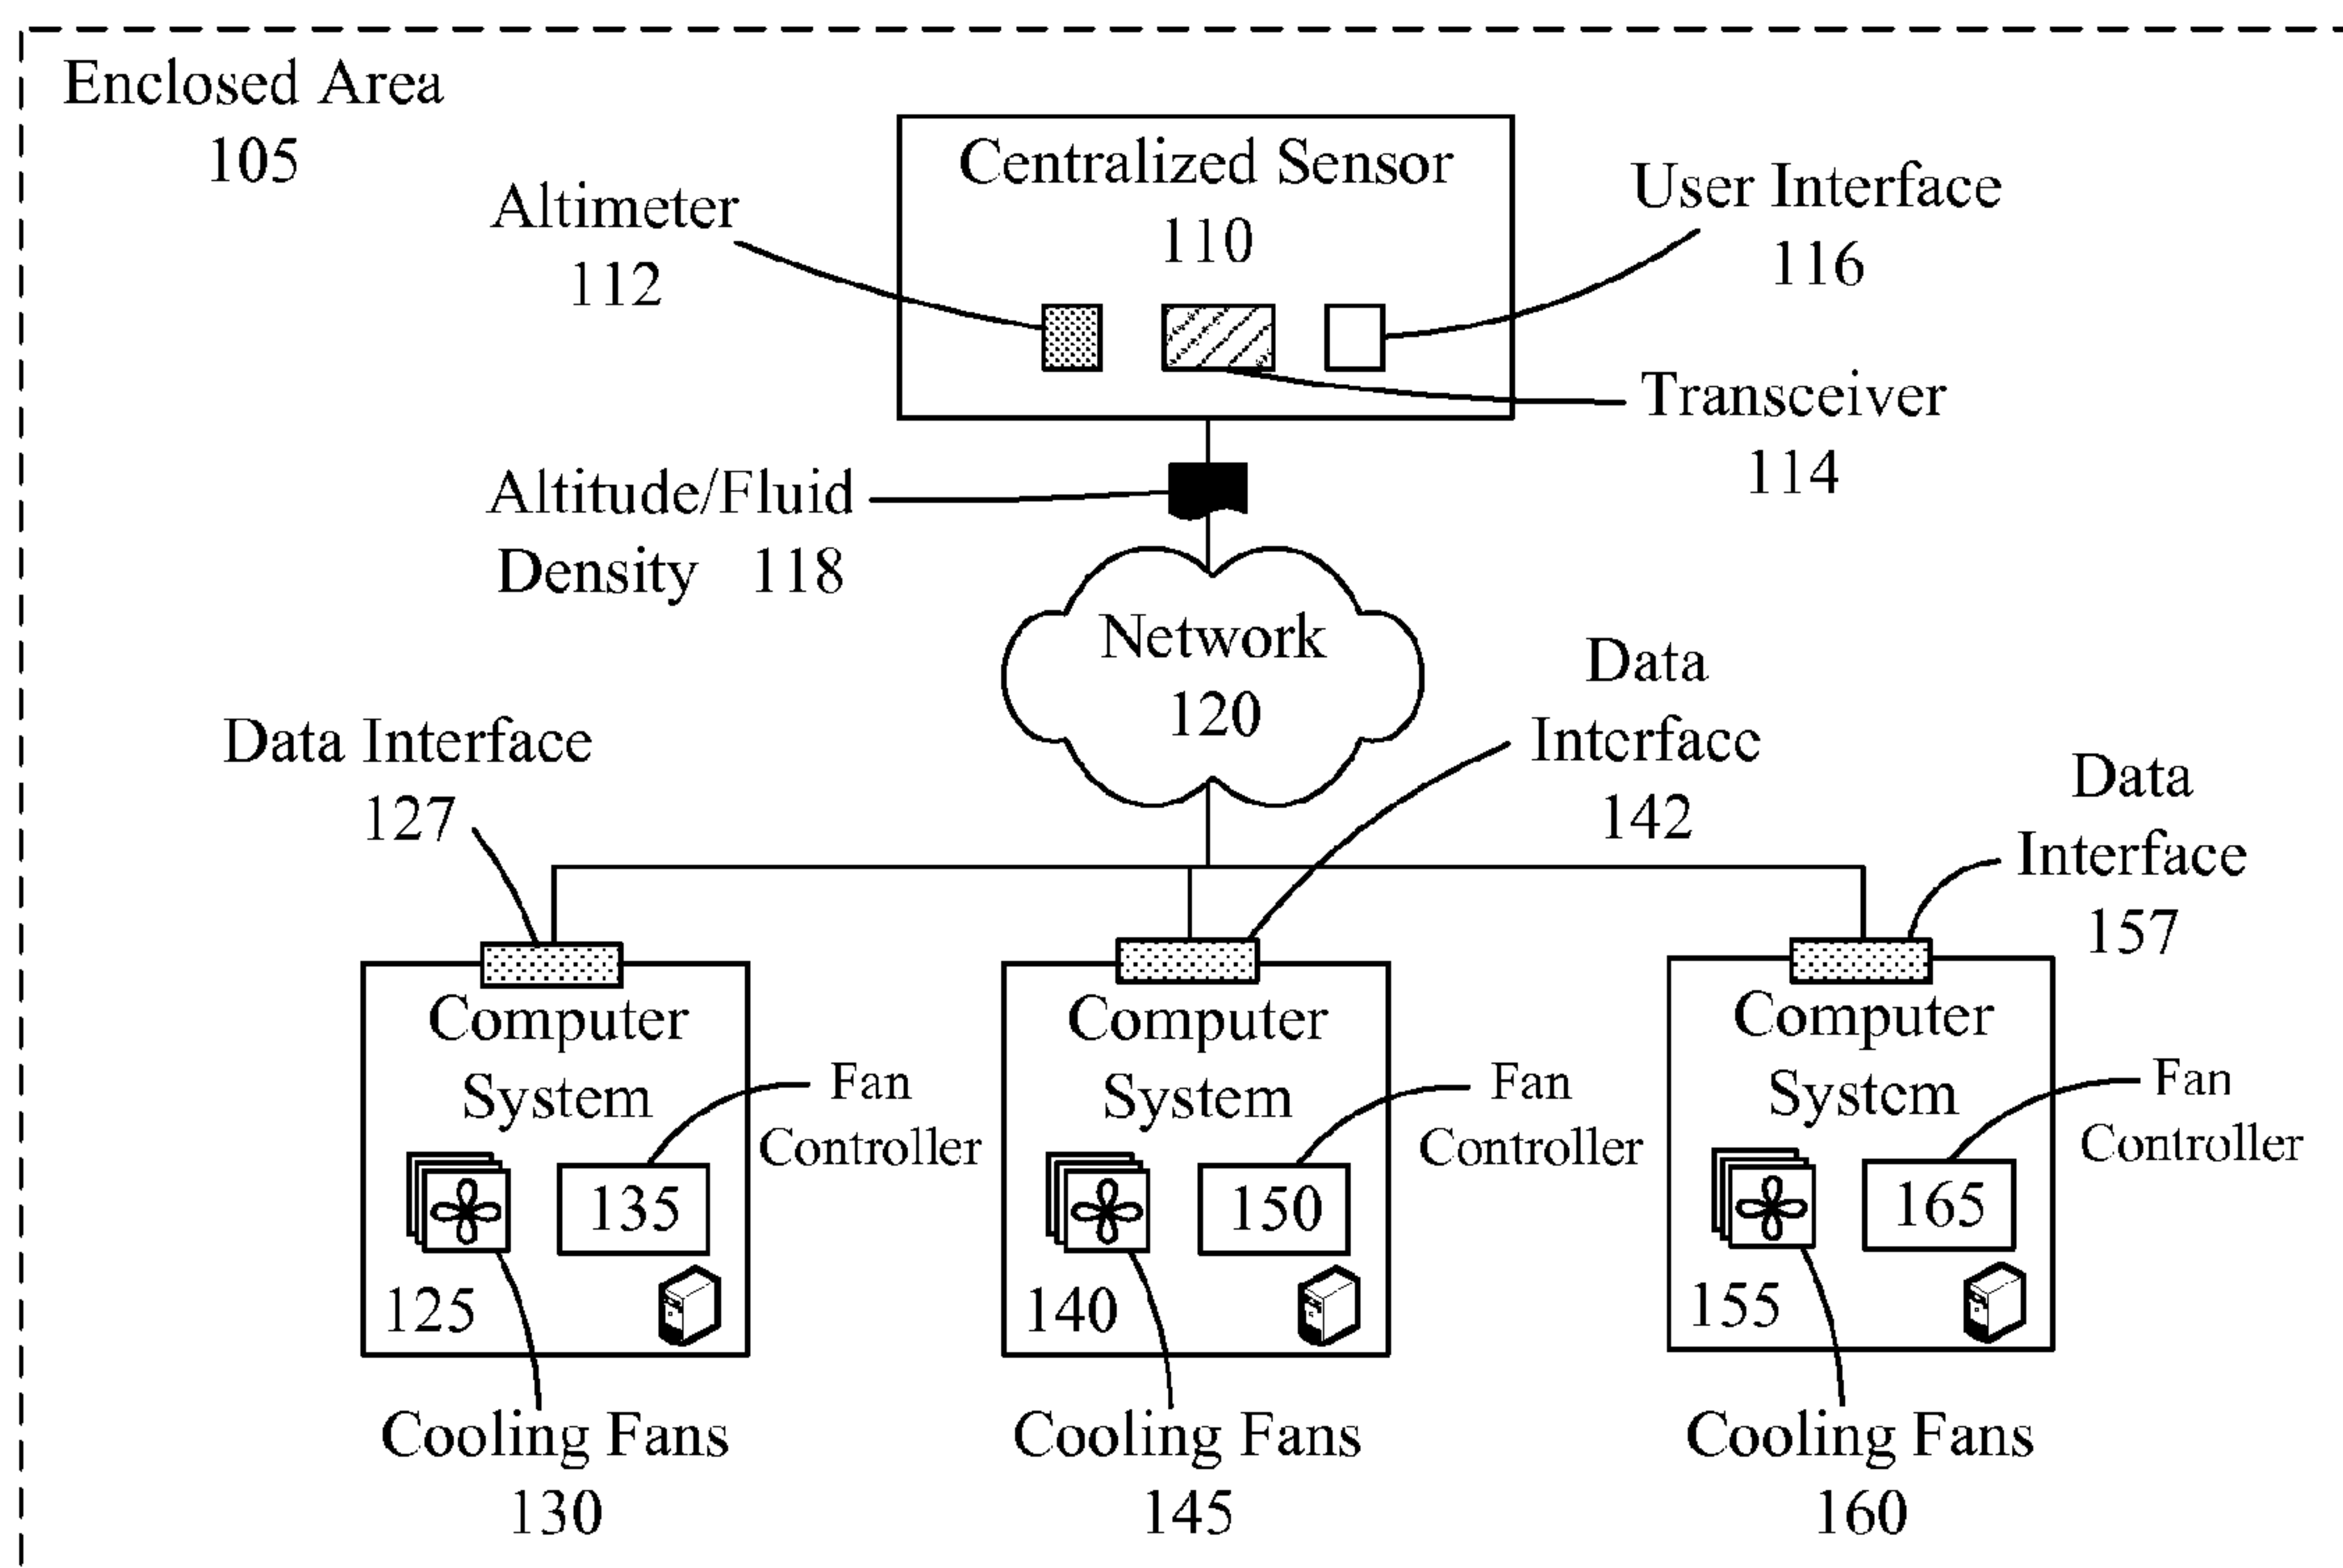 Enclosed Area
105
Centralized Sensor
110
Altimeter
112
User Interface
116
Transceiver
114
Altitude/Fluid
Density 118
Network
120
Data Interface
127
Data
Interface
142
Data
Interface
157
Computer
System
Fan
Controller
135
125
Cooling Fans
130
Computer
System
Fan
Controller
150
140
Cooling Fans
145
Computer
System
Fan
Controller
165
155
Cooling Fans
160